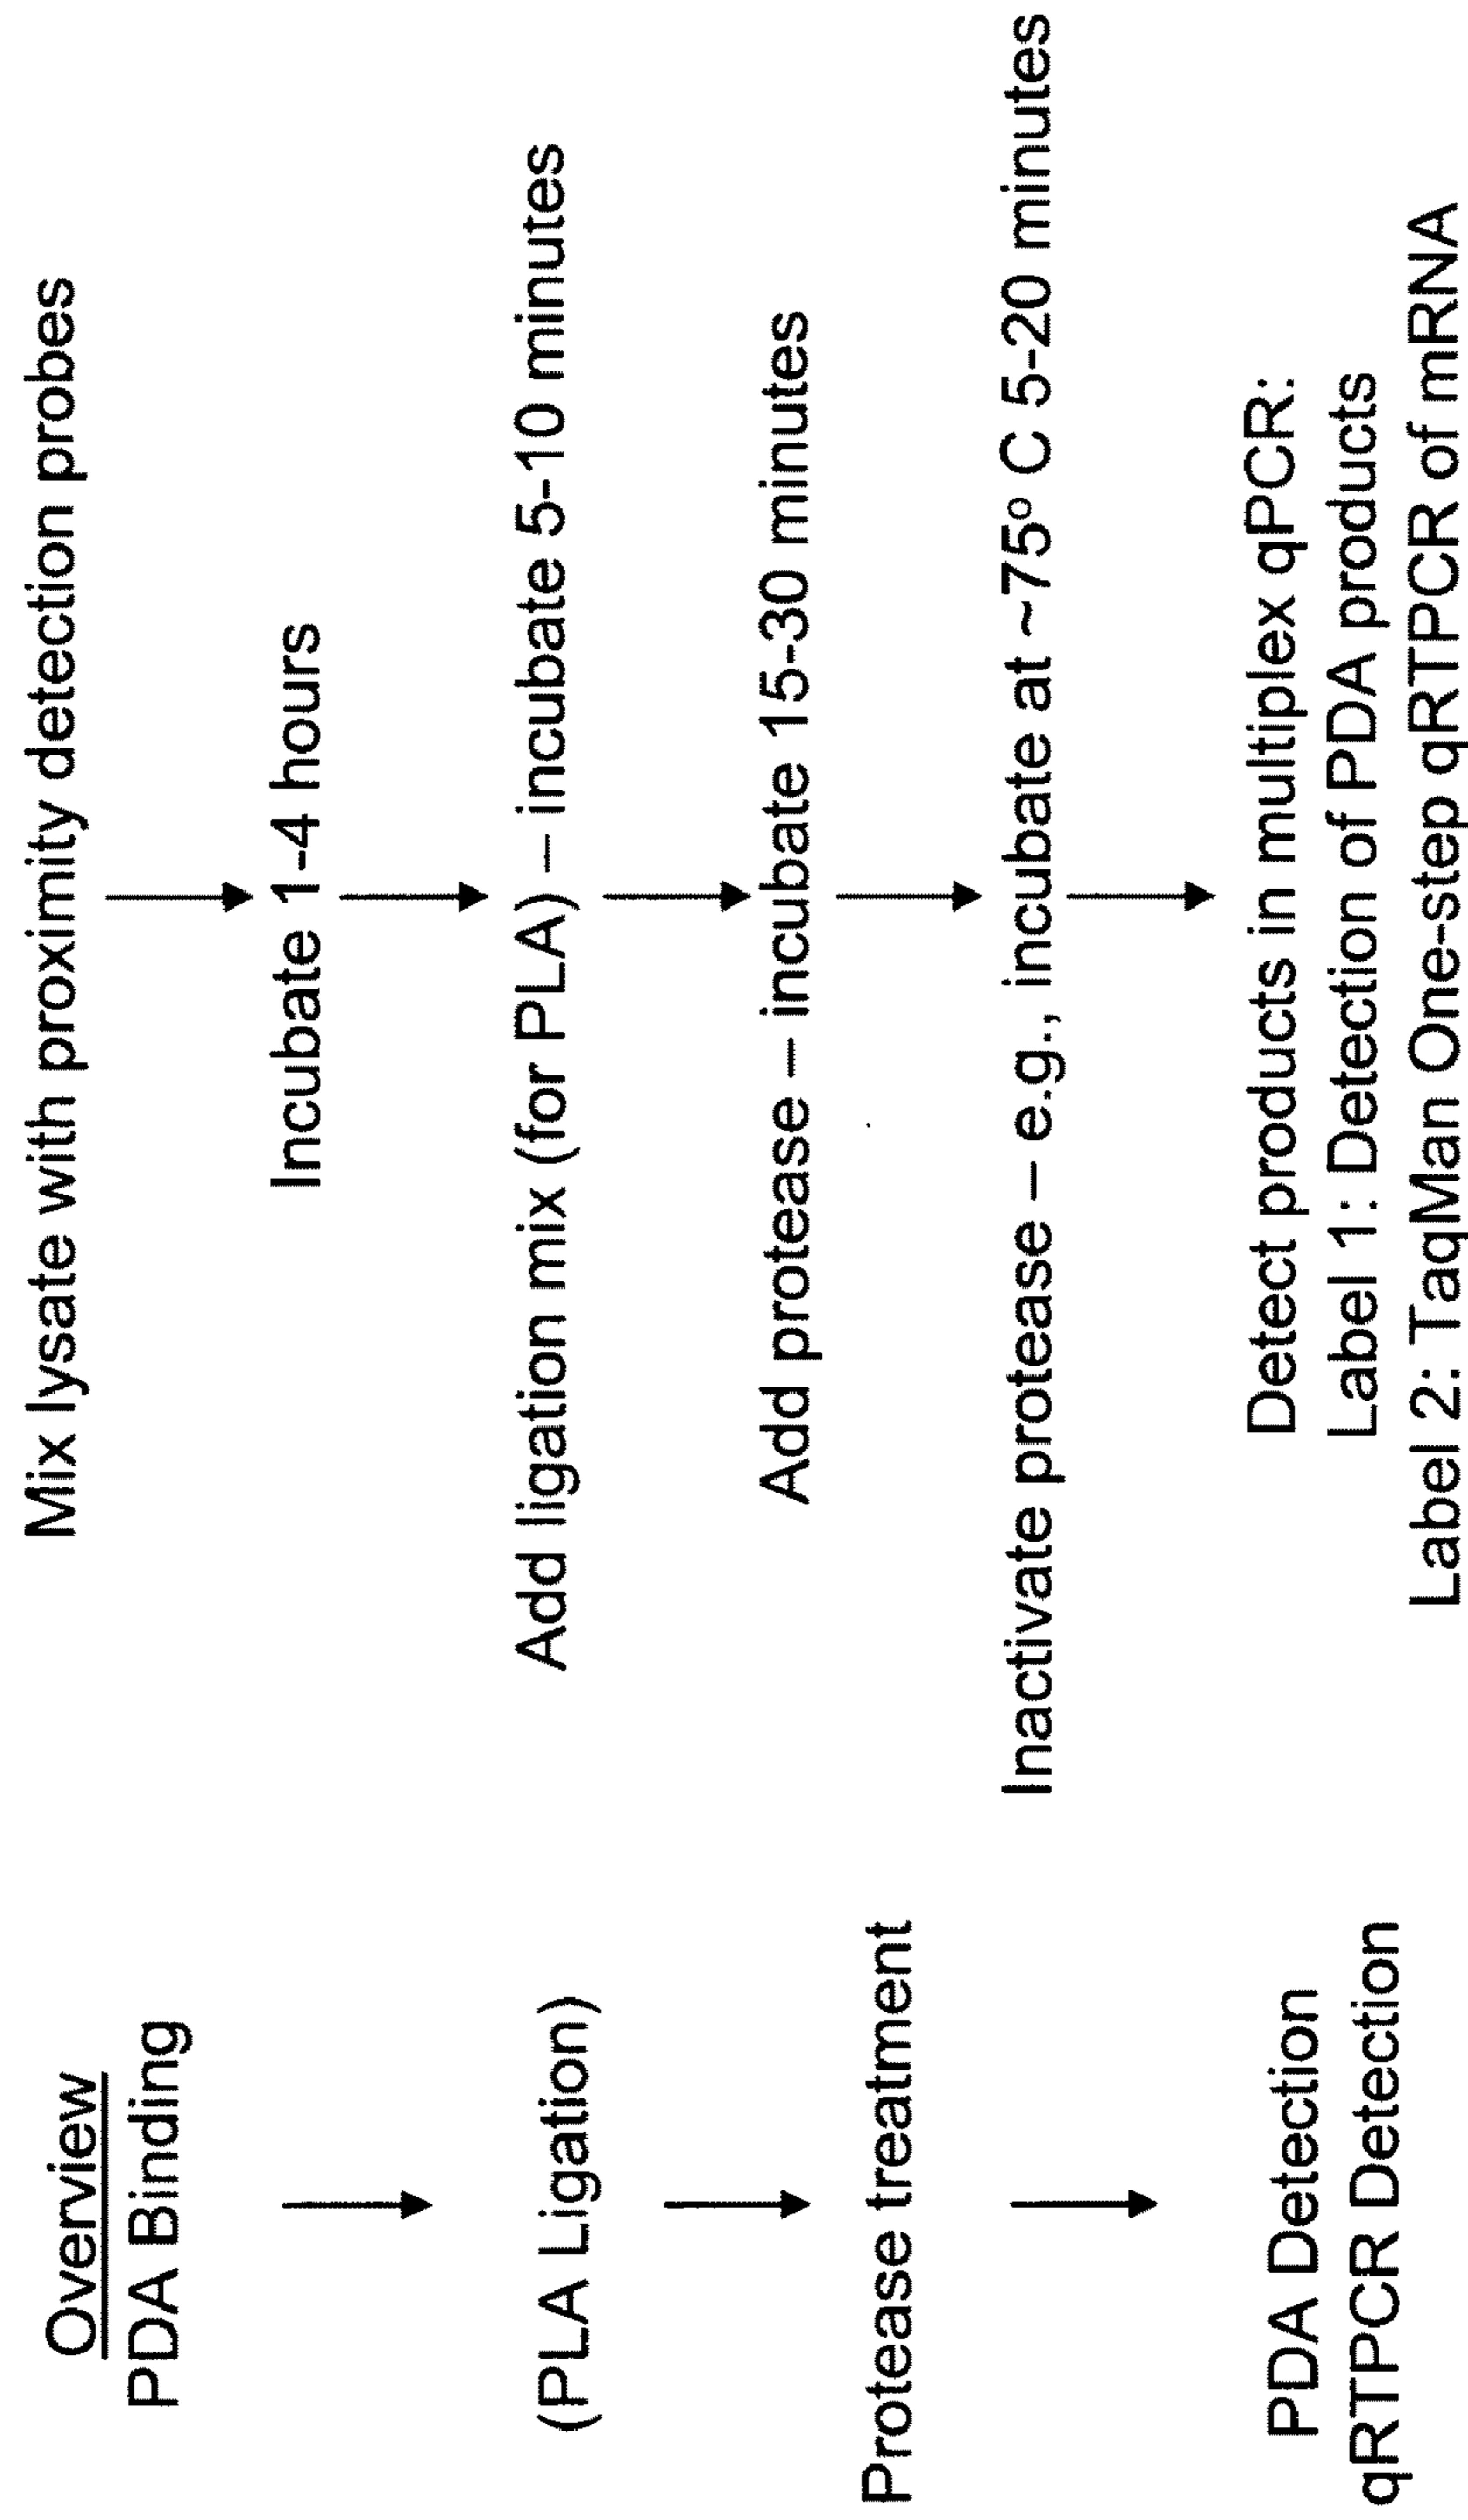 Overview
PDA Binding
(PLA Ligation)
Protease treatment
PDA Detection
qRTPCR Detection
Mix lysate with proximity detection probes
Incubate 1-4 hours
Add ligation mix (for PLA) – incubate 5-10 minutes
Add protease – incubate 15-30 minutes
Inactivate protease – e.g., incubate at ~75º C 5-20 minutes
Detect products in multiplex qPCR:
Label 1: Detection of PDA products
Label 2: TaqMan One-step qRTPCR of mRNA